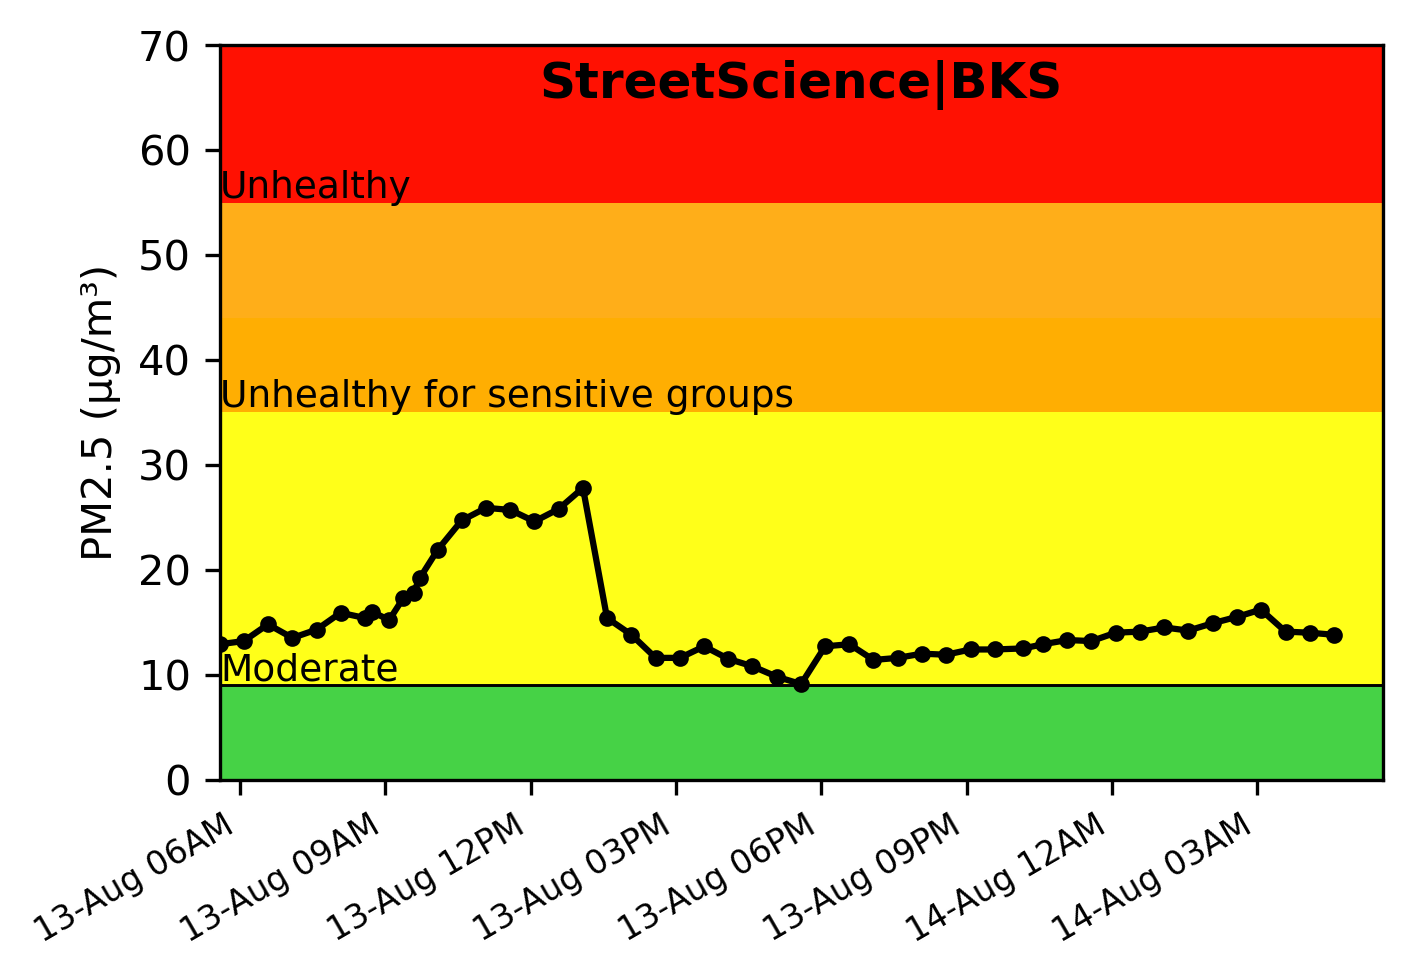 StreetScience|BKS
70
60
50
40
30
20
10
0
PM2.5 (µg/m³)
Unhealthy
Unhealthy for sensitive groups
Moderate
13-Aug 06AM
13-Aug 09AM
13-Aug 12PM
13-Aug 03PM
13-Aug 06PM
13-Aug 09PM
14-Aug 12AM
14-Aug 03AM